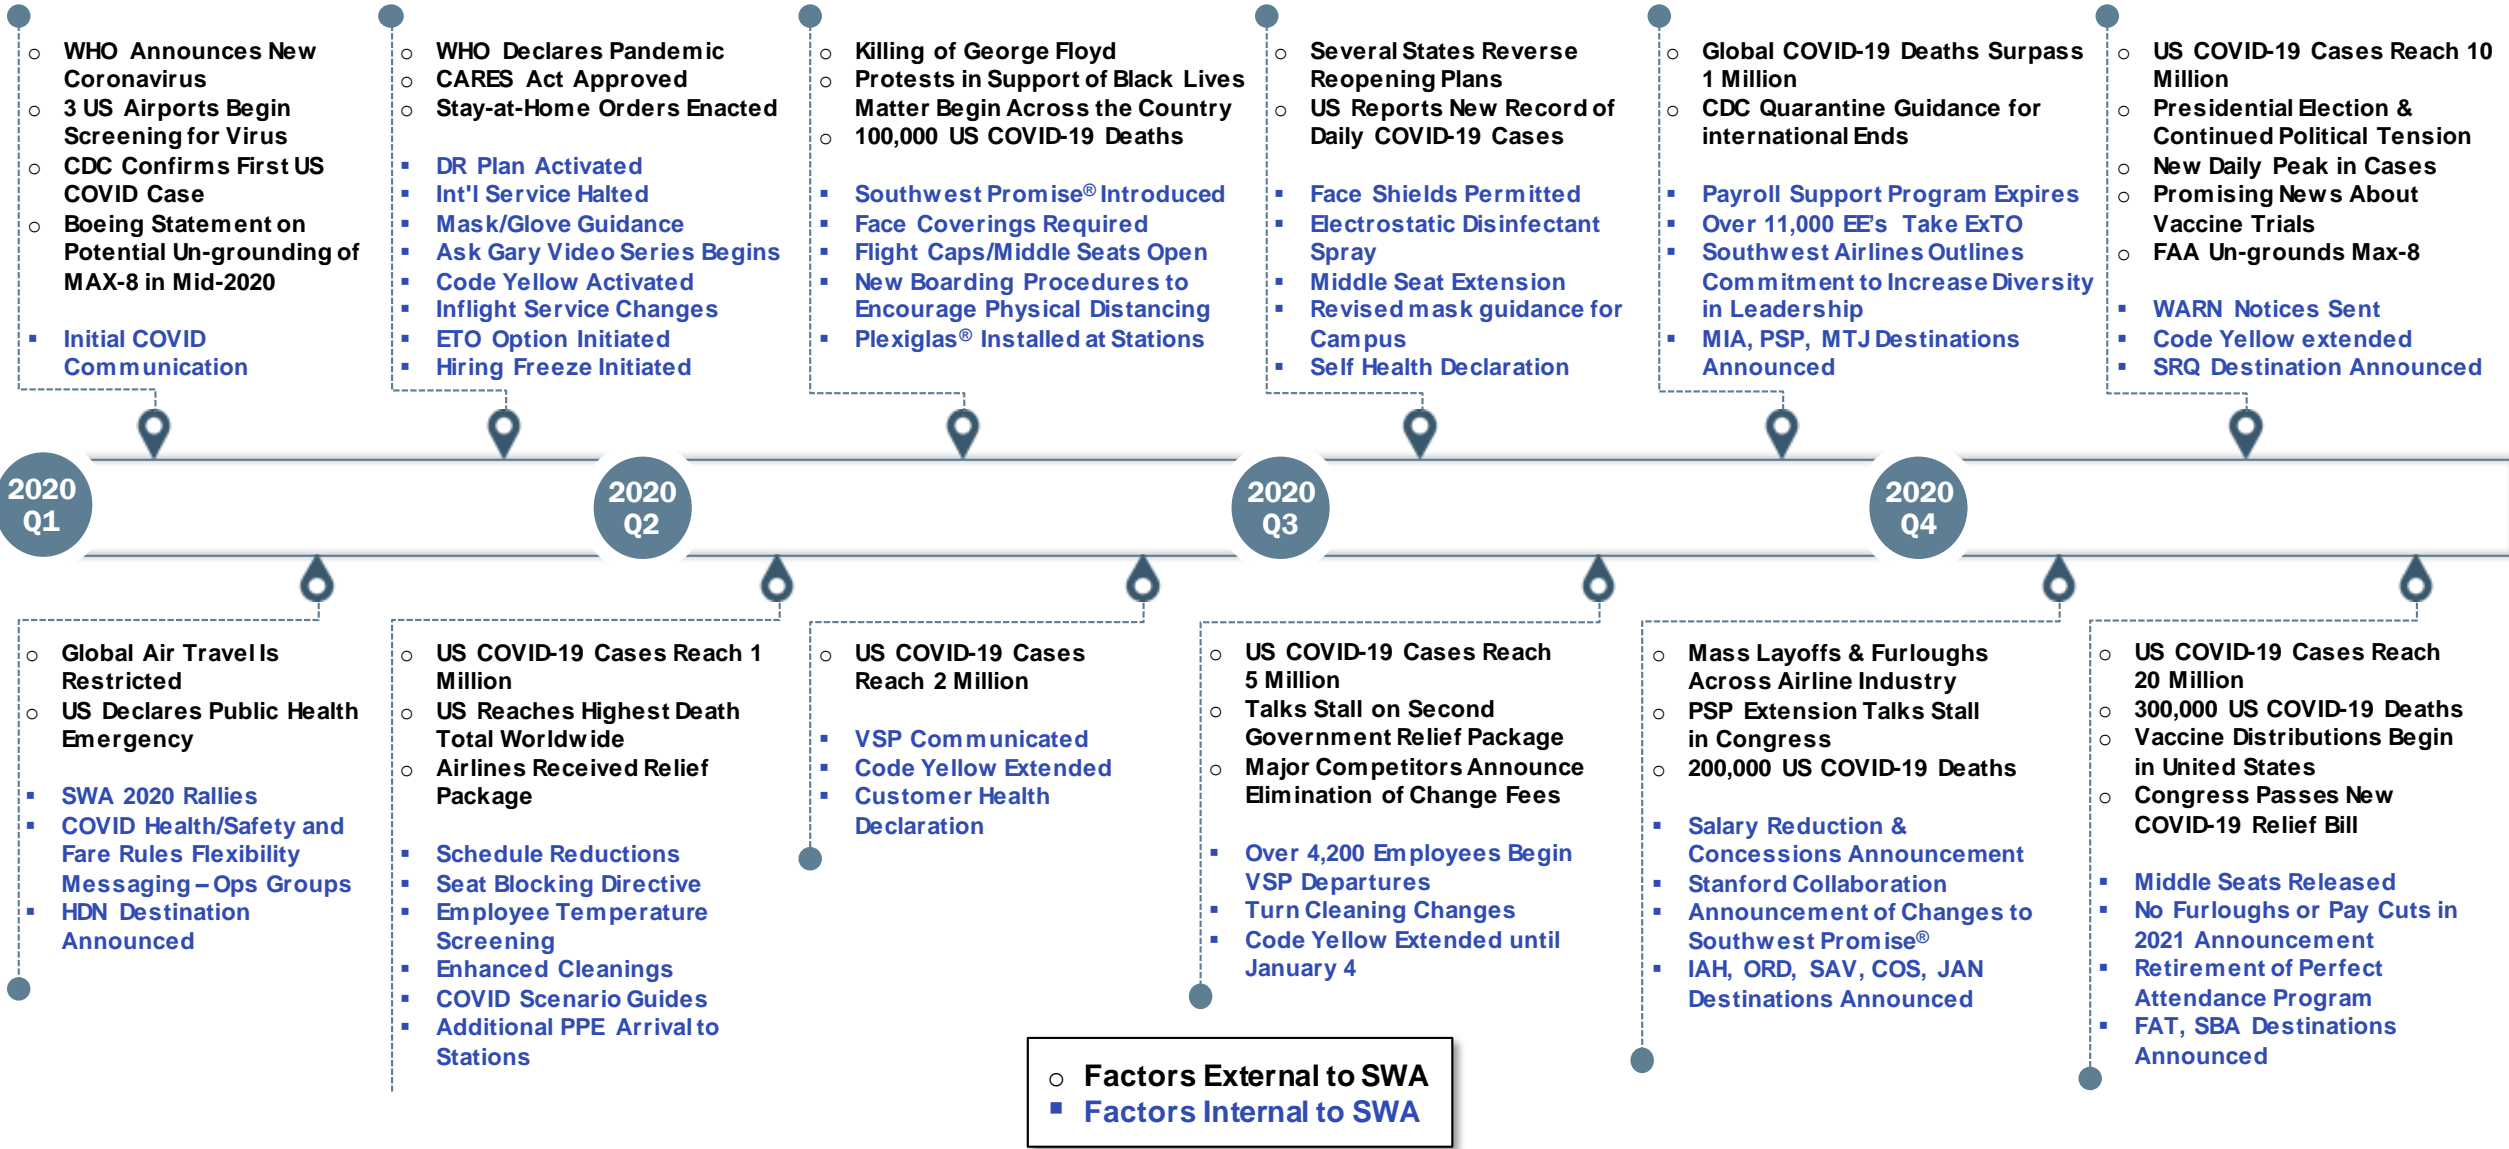 WHO Announces New
Coronavirus
3 US Airports Begin
Screening for Virus
CDC Confirms First US
COVID Case
Boeing Statement on
Potential Un-grounding of
MAX-8 in Mid-2020
Initial COVID
Communication
WHO Declares Pandemic
CARES Act Approved
Stay-at-Home Orders Enacted
DR Plan Activated
Int'l Service Halted
Mask/Glove Guidance
Ask Gary Video Series Begins
Code Yellow Activated
Inflight Service Changes
ETO Option Initiated
Hiring Freeze Initiated
Killing of George Floyd
Protests in Support of Black Lives
Matter Begin Across the Country
100,000 US COVID-19 Deaths
Southwest Promise® Introduced
Face Coverings Required
Flight Caps/Middle Seats Open
New Boarding Procedures to
Encourage Physical Distancing
Plexiglas® Installed at Stations
Several States Reverse
Reopening Plans
US Reports New Record of
Daily COVID-19 Cases
Face Shields Permitted
Electrostatic Disinfectant
Spray
Middle Seat Extension
Revised mask guidance for
Campus
Self Health Declaration
Global COVID-19 Deaths Surpass
1 Million
CDC Quarantine Guidance for
international Ends
Payroll Support Program Expires
Over 11,000 EE's Take ExTO
Southwest Airlines Outlines
Commitment to Increase Diversity
in Leadership
MIA, PSP, MTJ Destinations
Announced
US COVID-19 Cases Reach 10
Million
Presidential Election &
Continued Political Tension
New Daily Peak in Cases
Promising News About
Vaccine Trials
FAA Un-grounds Max-8
WARN Notices Sent
Code Yellow extended
SRQ Destination Announced
2020
Q1
2020
Q2
2020
Q3
2020
Q4
Global Air Travel Is
Restricted
US Declares Public Health
Emergency
SWA 2020 Rallies
COVID Health/Safety and
Fare Rules Flexibility
Messaging – Ops Groups
HDN Destination
Announced
US COVID-19 Cases Reach 1
Million
US Reaches Highest Death
Total Worldwide
Airlines Received Relief
Package
Schedule Reductions
Seat Blocking Directive
Employee Temperature
Screening
Enhanced Cleanings
COVID Scenario Guides
Additional PPE Arrival to
Stations
US COVID-19 Cases
Reach 2 Million
VSP Communicated
Code Yellow Extended
Customer Health
Declaration
US COVID-19 Cases Reach
5 Million
Talks Stall on Second
Government Relief Package
Major Competitors Announce
Elimination of Change Fees
Over 4,200 Employees Begin
VSP Departures
Turn Cleaning Changes
Code Yellow Extended until
January 4
Mass Layoffs & Furloughs
Across Airline Industry
PSP Extension Talks Stall
in Congress
200,000 US COVID-19 Deaths
Salary Reduction &
Concessions Announcement
Stanford Collaboration
Announcement of Changes to
Southwest Promise®
IAH, ORD, SAV, COS, JAN
Destinations Announced
US COVID-19 Cases Reach
20 Million
300,000 US COVID-19 Deaths
Vaccine Distributions Begin
in United States
Congress Passes New
COVID-19 Relief Bill
Middle Seats Released
No Furloughs or Pay Cuts in
2021 Announcement
Retirement of Perfect
Attendance Program
FAT, SBA Destinations
Announced
Factors External to SWA
Factors Internal to SWA